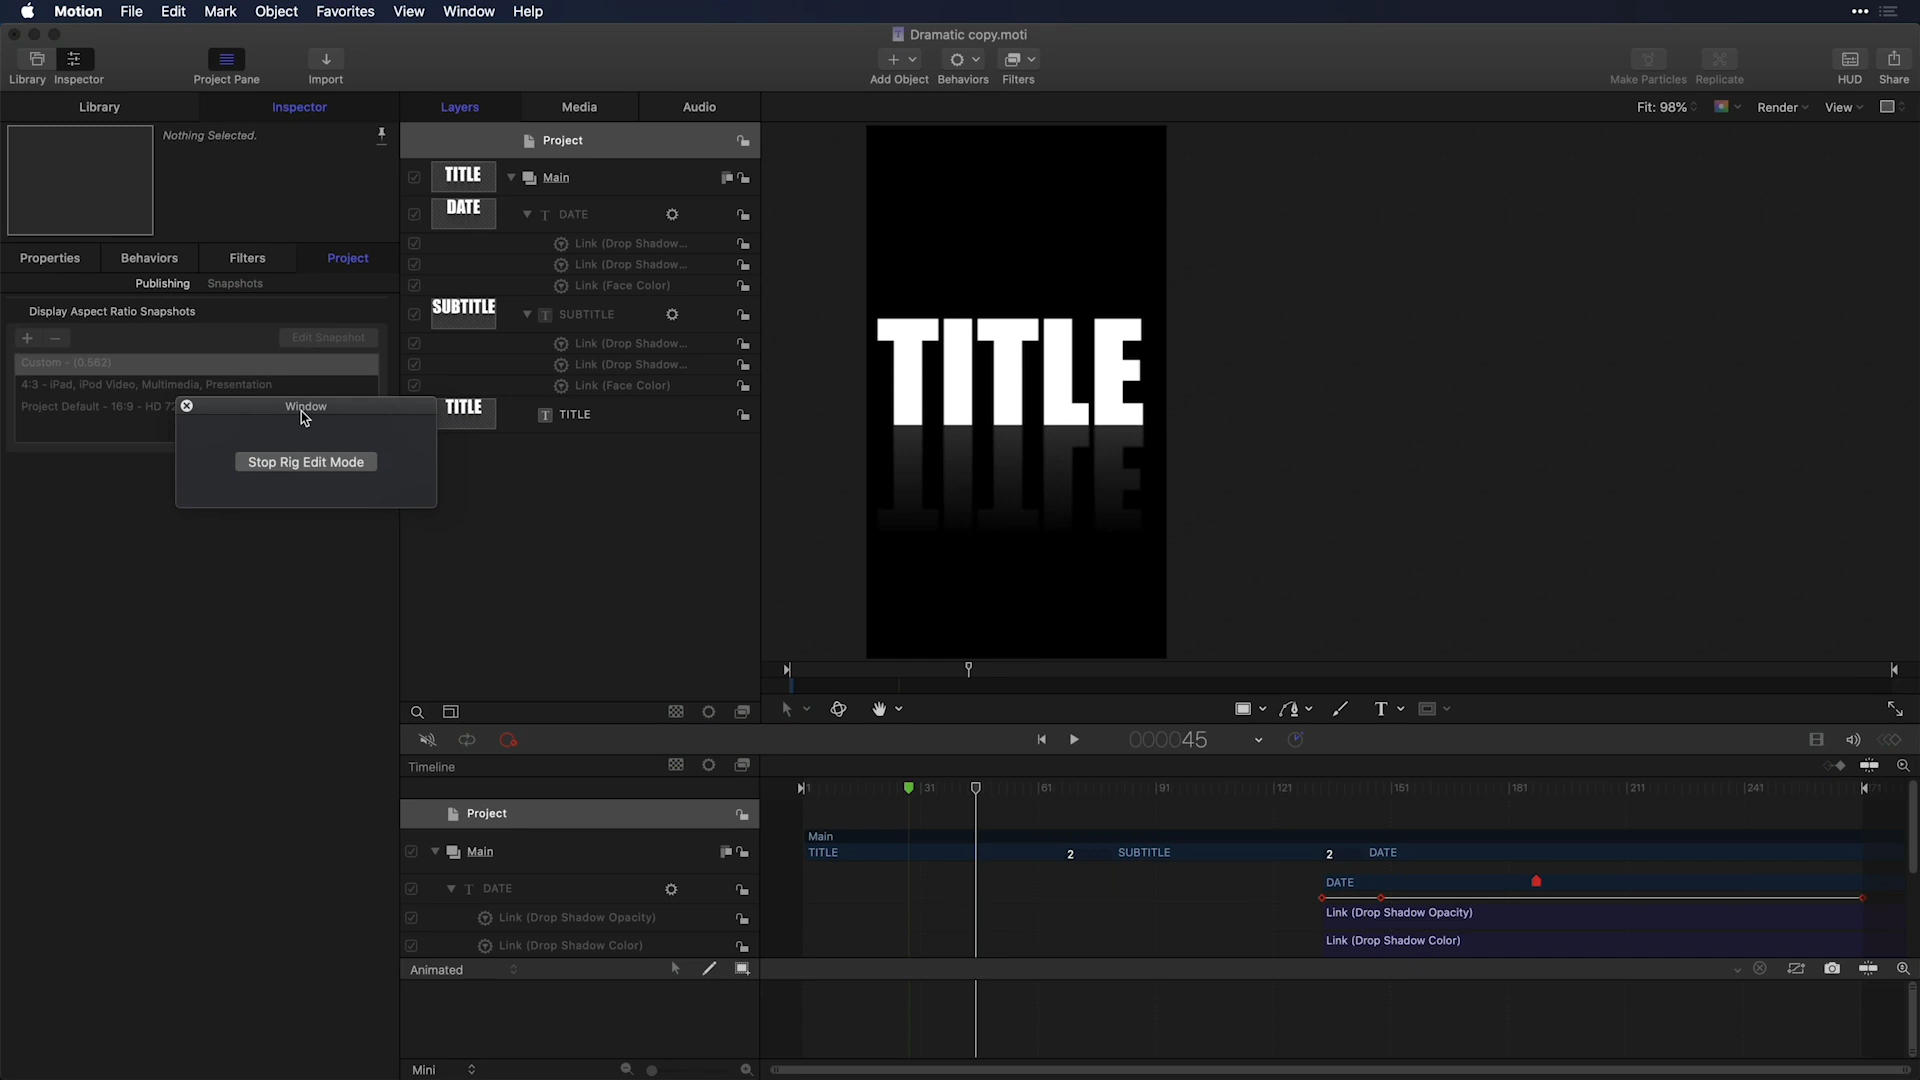 Motion File Edit Mark Object Favorites View Window Help
Dramatic copy.moti
Library Inspector Project Pane Import Add Object Behaviors Filters Make Particles Replicate HUD Share
Library Inspector Layers Media Audio Fit: 98% Render View
Nothing Selected.
Properties Behaviors Filters Project
Publishing Snapshots
Display Aspect Ratio Snapshots
Edit Snapshot
Custom - (0.562)
4:3 - iPad, iPod Video, Multimedia, Presentation
Project Default - 16:9 - HD 72
Window
Stop Rig Edit Mode
Project
TITLE Main
DATE T DATE
Link (Drop Shadow...
Link (Drop Shadow...
Link (Face Color)
SUBTITLE T SUBTITLE
Link (Drop Shadow...
Link (Drop Shadow...
Link (Face Color)
TITLE T TITLE
TITLE
T
000045
Timeline
31 61 91 121 151 181 211 241
Project
Main
Main
TITLE 2 SUBTITLE 2 DATE
T DATE
DATE
Link (Drop Shadow Opacity)
Link (Drop Shadow Opacity)
Link (Drop Shadow Color)
Link (Drop Shadow Color)
Animated
Mini